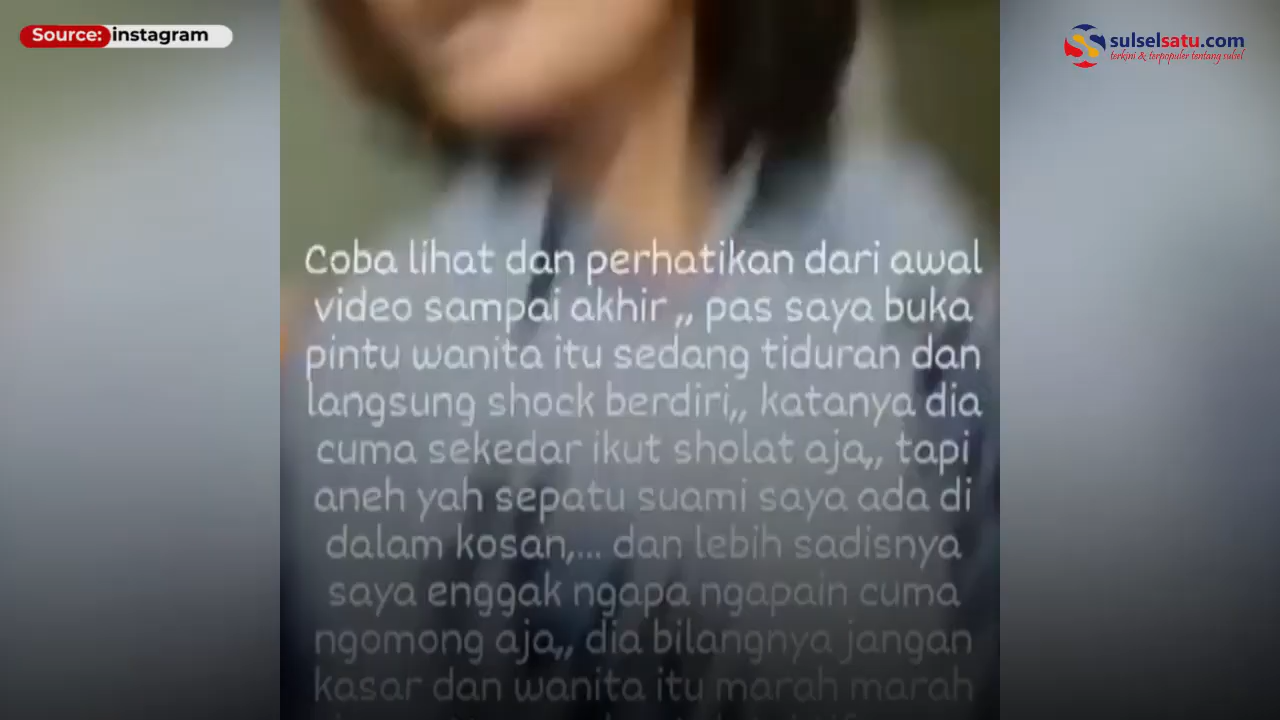 Source: instagram
sulselsatu.com
terkini & terpopuler tentang sulsel
Coba lihat dan perhatikan dari awal
video sampai akhir ,, pas saya buka
pintu wanita itu sedang tiduran dan
langsung shock berdiri,, katanya dia
cuma sekedar ikut sholat aja,, tapi
aneh yah sepatu suami saya ada di
dalam kosan,... dan lebih sadisnya
saya enggak ngapa ngapain cuma
ngomong aja,, dia bilangnya jangan
kasar dan wanita itu marah marah